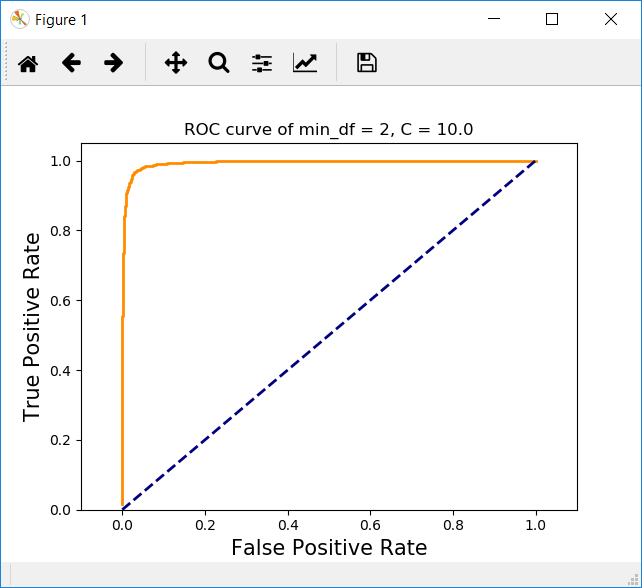 Figure 1
ROC curve of min_df = 2, C = 10.0
1.0
0.8
0.6
0.4
0.2
0.0
True Positive Rate
0.0 0.2 0.4 0.6 0.8 1.0
False Positive Rate